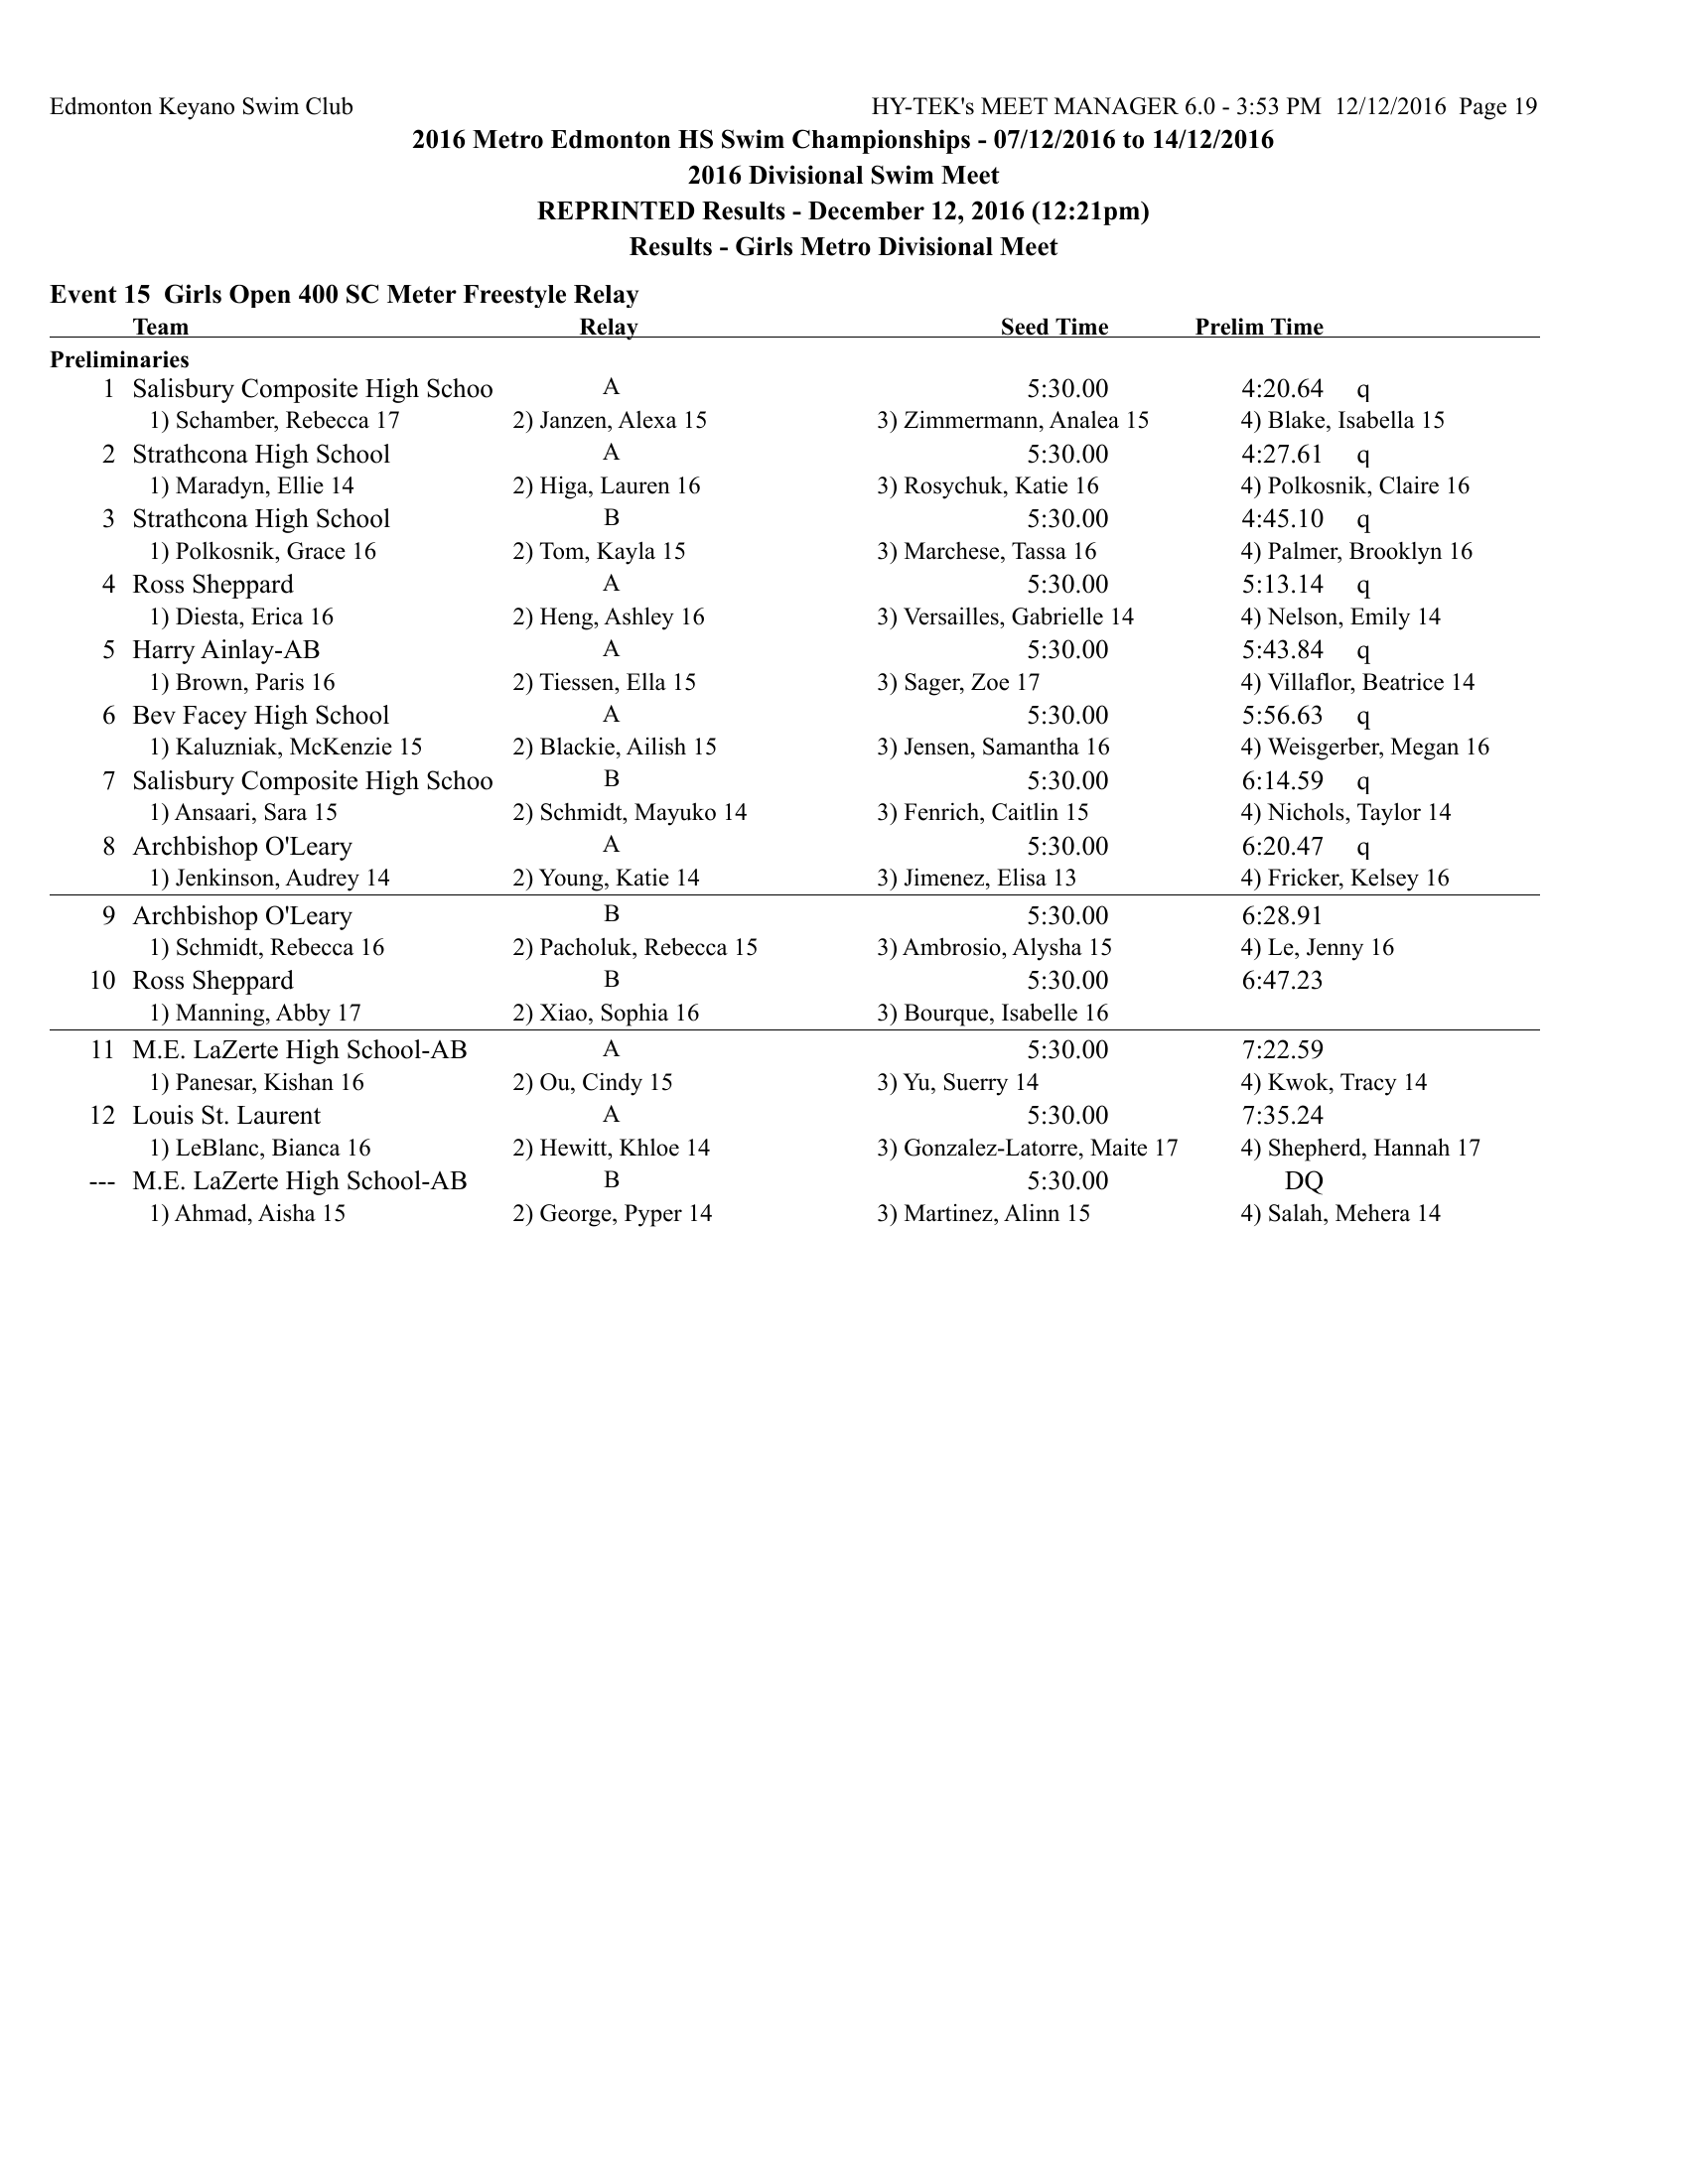 Edmonton Keyano Swim Club HY-TEK's MEET MANAGER 6.0 - 3:53 PM 12/12/2016 Page 19
2016 Metro Edmonton HS Swim Championships - 07/12/2016 to 14/12/2016
2016 Divisional Swim Meet
REPRINTED Results - December 12, 2016 (12:21pm)
Results - Girls Metro Divisional Meet
Event 15 Girls Open 400 SC Meter Freestyle Relay
Team Relay Seed Time Prelim Time
Preliminaries
1 Salisbury Composite High Schoo A 5:30.00 4:20.64 q
1) Schamber, Rebecca 17 2) Janzen, Alexa 15 3) Zimmermann, Analea 15 4) Blake, Isabella 15
2 Strathcona High School A 5:30.00 4:27.61 q
1) Maradyn, Ellie 14 2) Higa, Lauren 16 3) Rosychuk, Katie 16 4) Polkosnik, Claire 16
3 Strathcona High School B 5:30.00 4:45.10 q
1) Polkosnik, Grace 16 2) Tom, Kayla 15 3) Marchese, Tassa 16 4) Palmer, Brooklyn 16
4 Ross Sheppard A 5:30.00 5:13.14 q
1) Diesta, Erica 16 2) Heng, Ashley 16 3) Versailles, Gabrielle 14 4) Nelson, Emily 14
5 Harry Ainlay-AB A 5:30.00 5:43.84 q
1) Brown, Paris 16 2) Tiessen, Ella 15 3) Sager, Zoe 17 4) Villaflor, Beatrice 14
6 Bev Facey High School A 5:30.00 5:56.63 q
1) Kaluzniak, McKenzie 15 2) Blackie, Ailish 15 3) Jensen, Samantha 16 4) Weisgerber, Megan 16
7 Salisbury Composite High Schoo B 5:30.00 6:14.59 q
1) Ansaari, Sara 15 2) Schmidt, Mayuko 14 3) Fenrich, Caitlin 15 4) Nichols, Taylor 14
8 Archbishop O'Leary A 5:30.00 6:20.47 q
1) Jenkinson, Audrey 14 2) Young, Katie 14 3) Jimenez, Elisa 13 4) Fricker, Kelsey 16
9 Archbishop O'Leary B 5:30.00 6:28.91
1) Schmidt, Rebecca 16 2) Pacholuk, Rebecca 15 3) Ambrosio, Alysha 15 4) Le, Jenny 16
10 Ross Sheppard B 5:30.00 6:47.23
1) Manning, Abby 17 2) Xiao, Sophia 16 3) Bourque, Isabelle 16
11 M.E. LaZerte High School-AB A 5:30.00 7:22.59
1) Panesar, Kishan 16 2) Ou, Cindy 15 3) Yu, Suerry 14 4) Kwok, Tracy 14
12 Louis St. Laurent A 5:30.00 7:35.24
1) LeBlanc, Bianca 16 2) Hewitt, Khloe 14 3) Gonzalez-Latorre, Maite 17 4) Shepherd, Hannah 17
--- M.E. LaZerte High School-AB B 5:30.00 DQ
1) Ahmad, Aisha 15 2) George, Pyper 14 3) Martinez, Alinn 15 4) Salah, Mehera 14